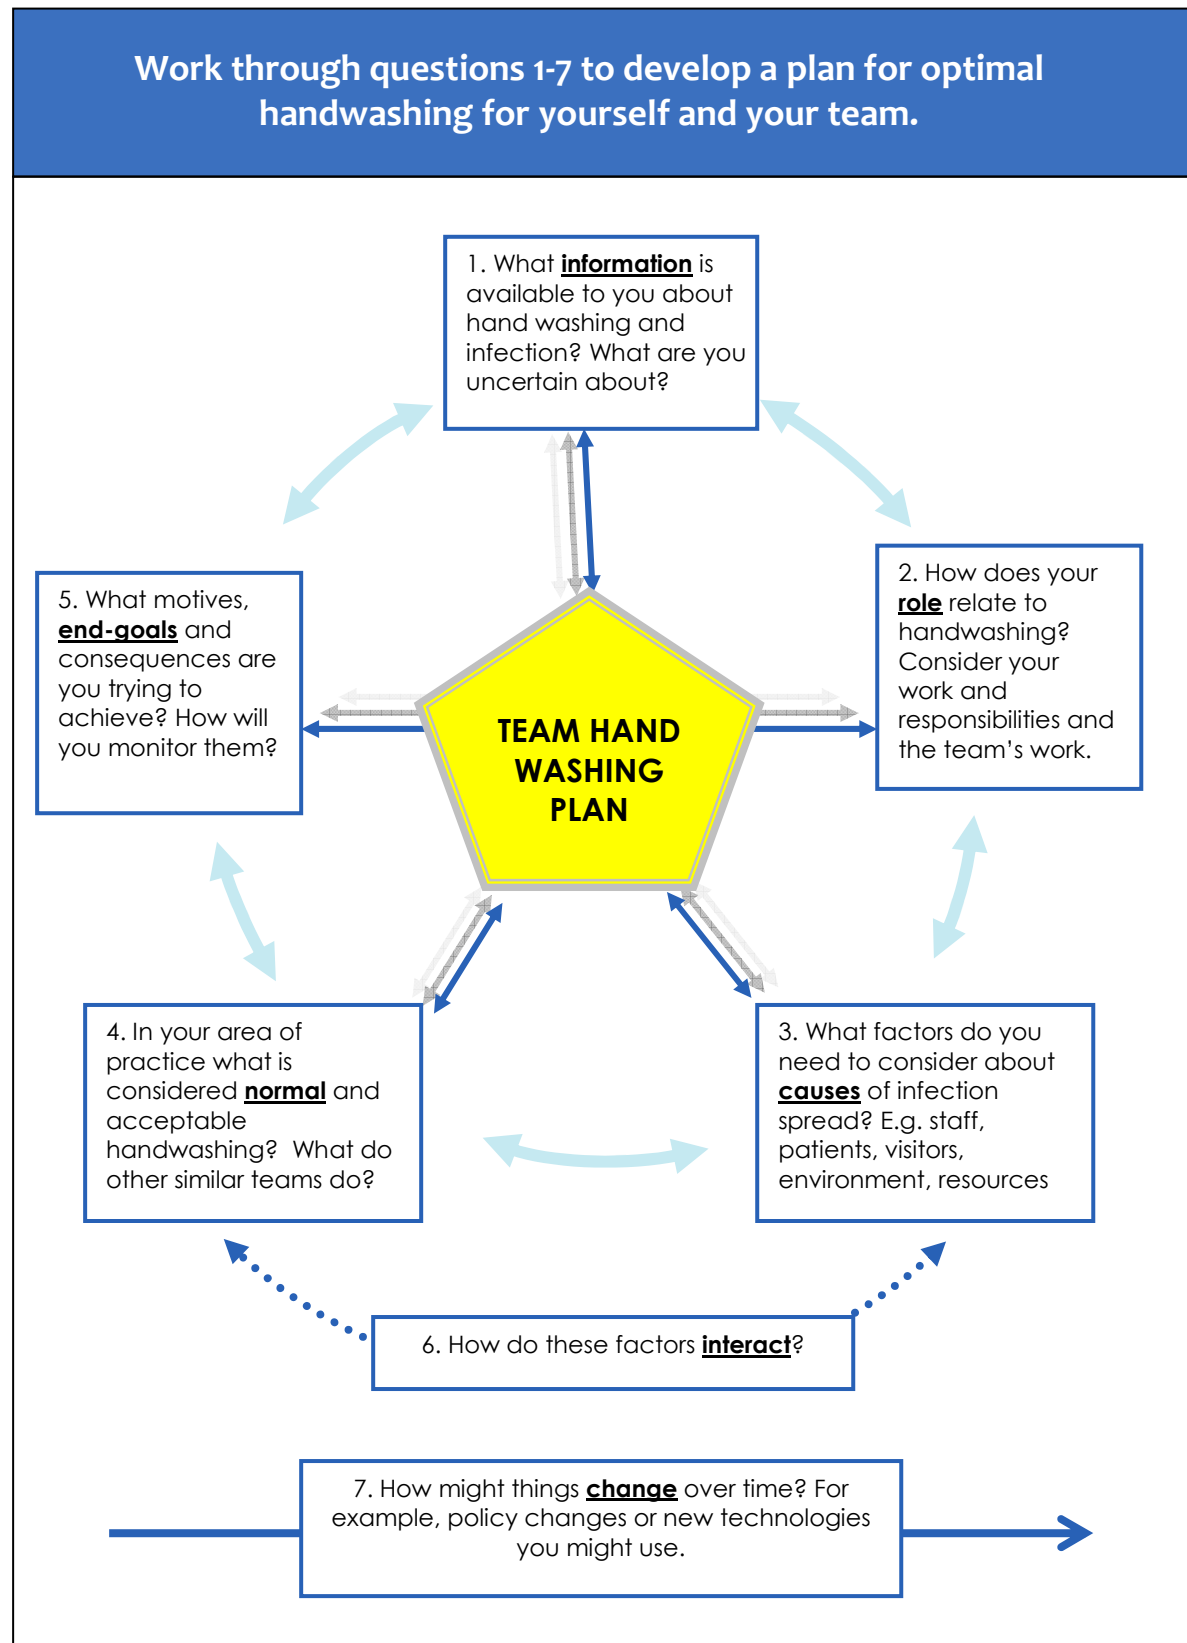 Work through questions 1-7 to develop a plan for optimal
handwashing for yourself and your team.
1. What information is
available to you about
hand washing and
infection? What are you
uncertain about?
2. How does your
role relate to
handwashing?
Consider your
work and
responsibilities and
the team’s work.
5. What motives,
end-goals and
consequences are
you trying to
achieve? How will
you monitor them?
TEAM HAND
WASHING
PLAN
4. In your area of
practice what is
considered normal and
acceptable
handwashing?  What do
other similar teams do?
3. What factors do you
need to consider about
causes of infection
spread? E.g. staff,
patients, visitors,
environment, resources
6. How do these factors interact?
7. How might things change over time? For
example, policy changes or new technologies
you might use.